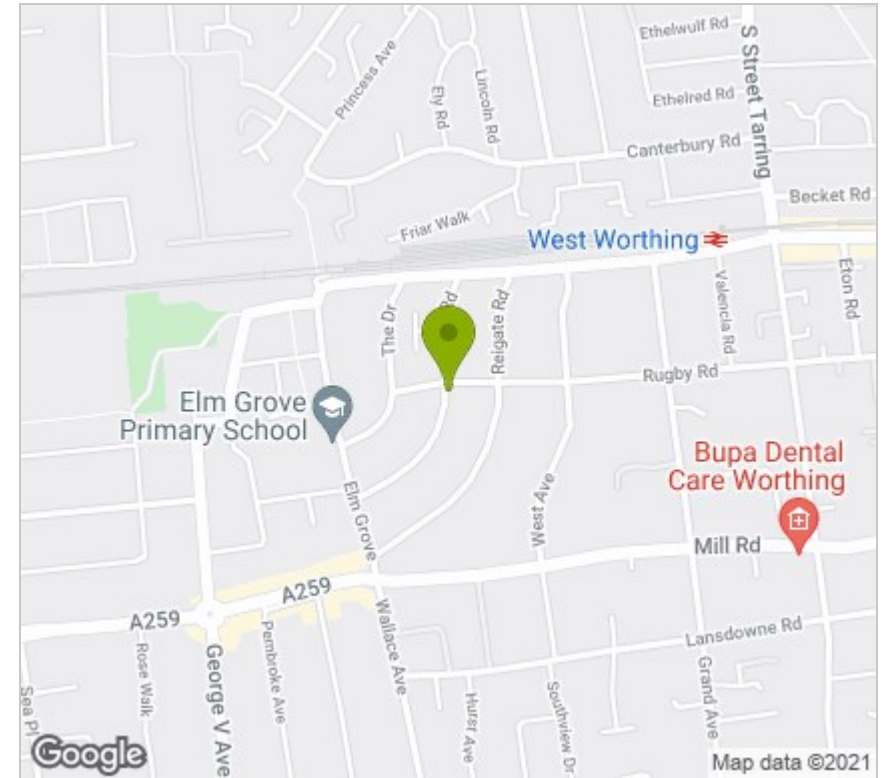 Ethelwulf Rd
S Street Tarring
Princess Ave
Ely Rd
Lincoln Rd
Ethelred Rd
Canterbury Rd
Becket Rd
Friar Walk
West Worthing
Eton Rd
Valencia Rd
The Dr
Rd
Reigate Rd
Rugby Rd
Elm Grove
Primary School
Bupa Dental
Care Worthing
Elm Grove
West Ave
Mill Rd
A259
A259
Wallace Ave
Pembroke Ave
Rose Walk
George V Ave
Lansdowne Rd
Grand Ave
Sea Pl
Hurst Ave
Southview Dr
Google
Map data ©2021